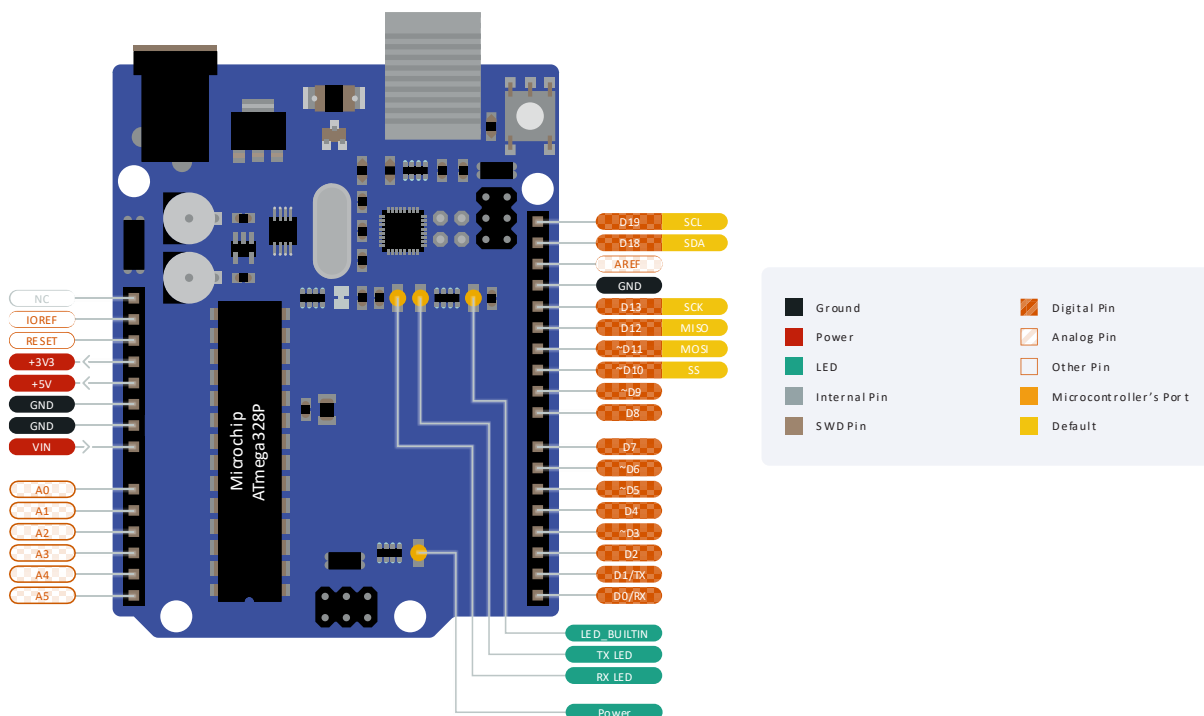 D19 SCL
D18 SDA
AREF
GND
D13 SCK
D12 MISO
~D11 MOSI
~D10 SS
~D9
D8
D7
~D6
~D5
D4
~D3
D2
D1/TX
D0/RX
NC
IOREF
RESET
+3V3
+5V
GND
GND
VIN
A0
A1
A2
A3
A4
A5
Microchip
ATmega328P
LED_BUILTIN
TX LED
RX LED
Power
Ground
Power
LED
Internal Pin
SWD Pin
Digital Pin
Analog Pin
Other Pin
Microcontroller's Port
Default